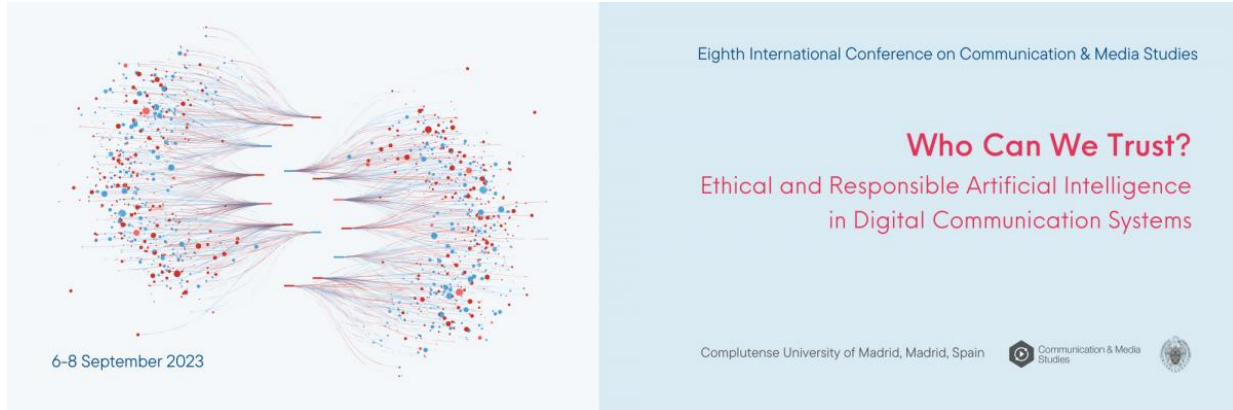 Eighth International Conference on Communication & Media Studies
Who Can We Trust?
Ethical and Responsible Artificial Intelligence
in Digital Communication Systems
6-8 September 2023
Complutense University of Madrid, Madrid, Spain
Communication & Media
Studies